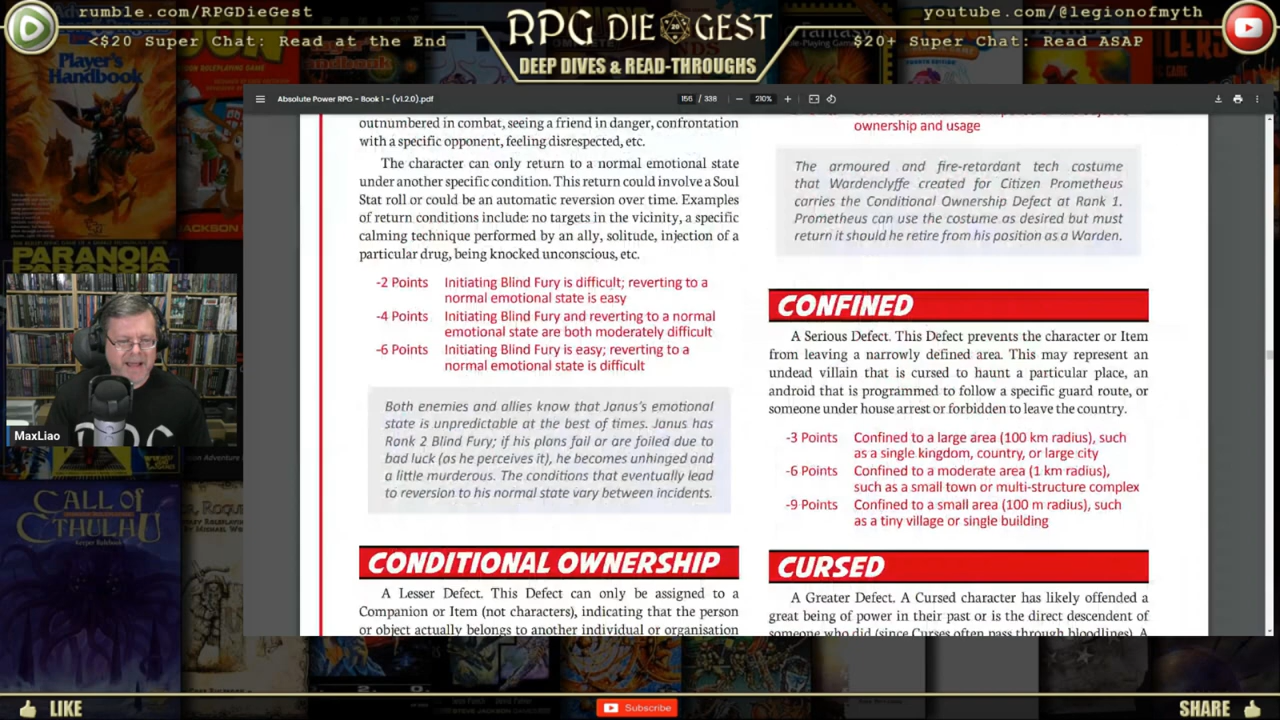 rumble.com/RPGDieGest
<$20 Super Chat: Read at the End
RPG DIE GEST
DEEP DIVES & READ-THROUGHS
youtube.com/@legionofmyth
$20+ Super Chat: Read ASAP
Player's
Handbook
PARANOIA
CALL OF
CTHULHU
MaxLiao
Absolute Power RPG - Book 1 - (v1.2.0).pdf
156 / 338
210%
outnumbered in combat, seeing a friend in danger, confrontation
with a specific opponent, feeling disrespected, etc.
The character can only return to a normal emotional state
under another specific condition. This return could involve a Soul
Stat roll or could be an automatic reversion over time. Examples
of return conditions include: no targets in the vicinity, a specific
calming technique performed by an ally, solitude, injection of a
particular drug, being knocked unconscious, etc.
-2 Points Initiating Blind Fury is difficult; reverting to a
normal emotional state is easy
-4 Points Initiating Blind Fury and reverting to a normal
emotional state are both moderately difficult
-6 Points Initiating Blind Fury is easy; reverting to a
normal emotional state is difficult
Both enemies and allies know that Janus's emotional
state is unpredictable at the best of times. Janus has
Rank 2 Blind Fury; if his plans fail or are foiled due to
bad luck (as he perceives it), he becomes unhinged and
a little murderous. The conditions that eventually lead
to reversion to his normal state vary between incidents.
CONDITIONAL OWNERSHIP
A Lesser Defect. This Defect can only be assigned to a
Companion or Item (not characters), indicating that the person
or object actually belongs to another individual or organisation
ownership and usage
The armoured and fire-retardant tech costume
that Wardenclyffe created for Citizen Prometheus
carries the Conditional Ownership Defect at Rank 1.
Prometheus can use the costume as desired but must
return it should he retire from his position as a Warden.
CONFINED
A Serious Defect. This Defect prevents the character or Item
from leaving a narrowly defined area. This may represent an
undead villain that is cursed to haunt a particular place, an
android that is programmed to follow a specific guard route, or
someone under house arrest or forbidden to leave the country.
-3 Points Confined to a large area (100 km radius), such
as a single kingdom, country, or large city
-6 Points Confined to a moderate area (1 km radius),
such as a small town or multi-structure complex
-9 Points Confined to a small area (100 m radius), such
as a tiny village or single building
CURSED
A Greater Defect. A Cursed character has likely offended a
great being of power in their past or is the direct descendent of
someone who did (since Curses often pass through bloodlines). A
LIKE
Subscribe
SHARE